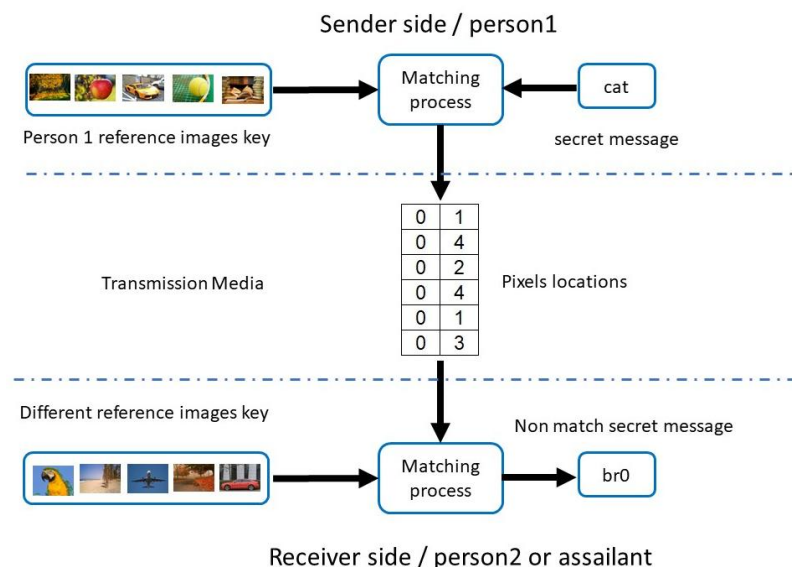 Sender side / person1
Matching
process
cat
Person 1 reference images key
secret message
0 1
0 4
0 2
0 4
0 1
0 3
Transmission Media
Pixels locations
Different reference images key
Non match secret message
Matching
process
br0
Receiver side / person2 or assailant